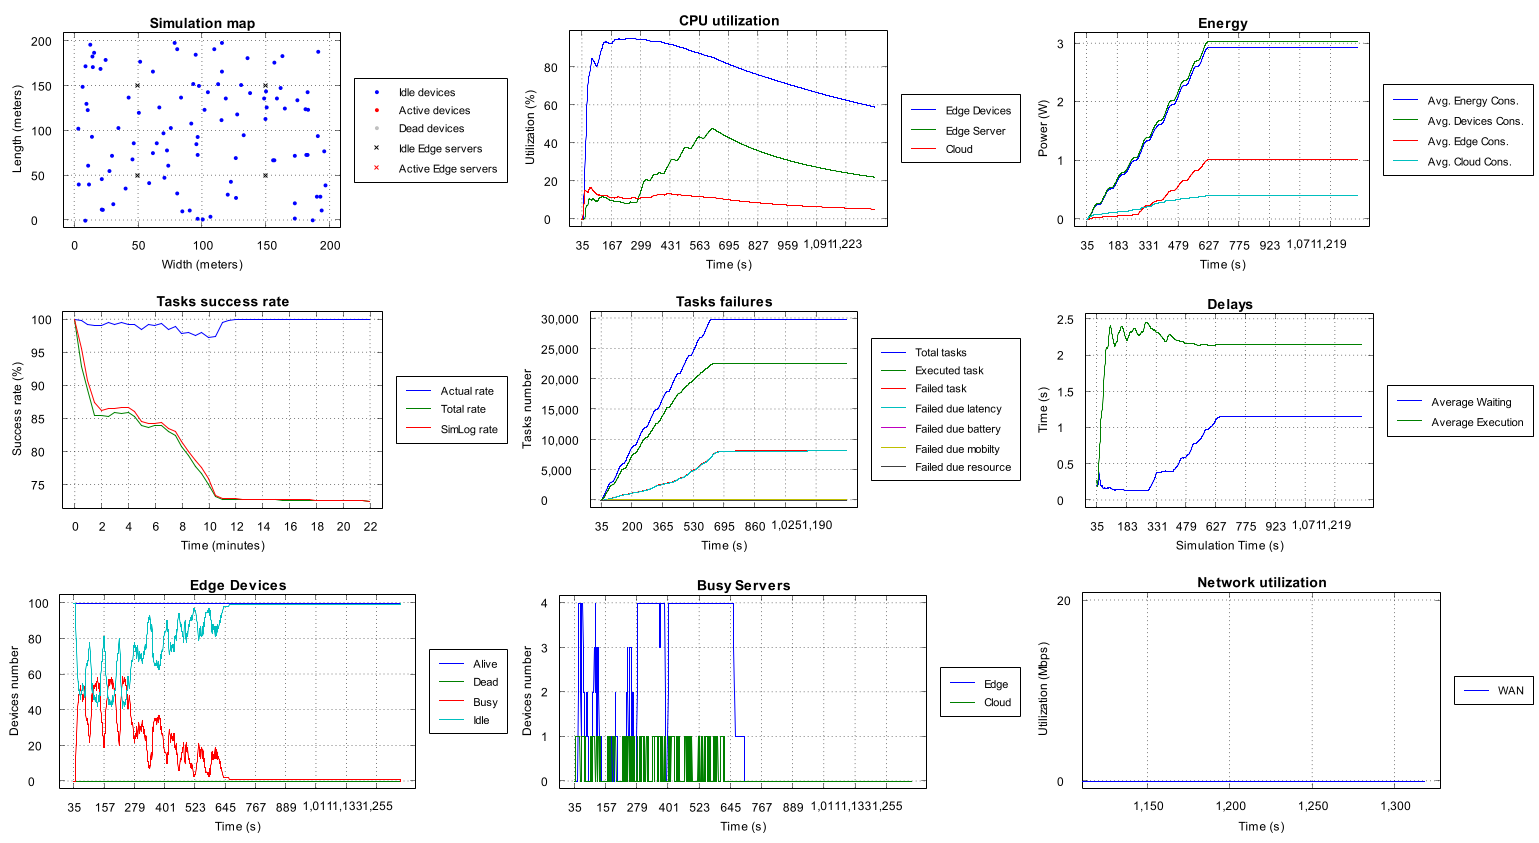 Simulation map
Length (meters)
200
150
100
50
0
0 50 100 150 200
Width (meters)
Idle devices
Active devices
Dead devices
Idle Edge servers
Active Edge servers
CPU utilization
Utilization (%)
80
60
40
20
0
35 167 299 431 563 695 827 959 1,091 1,223
Time (s)
Edge Devices
Edge Server
Cloud
Energy
Power (W)
3
2
1
0
35 183 331 479 627 775 923 1,071 1,219
Time (s)
Avg. Energy Cons.
Avg. Devices Cons.
Avg. Edge Cons.
Avg. Cloud Cons.
Tasks success rate
Success rate (%)
100
95
90
85
80
75
0 2 4 6 8 10 12 14 16 18 20 22
Time (minutes)
Actual rate
Total rate
SimLog rate
Tasks failures
Tasks number
30,000
25,000
20,000
15,000
10,000
5,000
0
35 200 365 530 695 860 1,025 1,190
Time (s)
Total tasks
Executed task
Failed task
Failed due latency
Failed due battery
Failed due mobilty
Failed due resource
Delays
Time (s)
2.5
2
1.5
1
0.5
0
35 183 331 479 627 775 923 1,071 1,219
Simulation Time (s)
Average Waiting
Average Execution
Edge Devices
Devices number
100
80
60
40
20
0
35 157 279 401 523 645 767 889 1,011 1,133 1,255
Time (s)
Alive
Dead
Busy
Idle
Busy Servers
Devices number
4
3
2
1
0
35 157 279 401 523 645 767 889 1,011 1,133 1,255
Time (s)
Edge
Cloud
Network utilization
Utilization (Mbps)
20
0
1,150 1,200 1,250 1,300
Time (s)
WAN